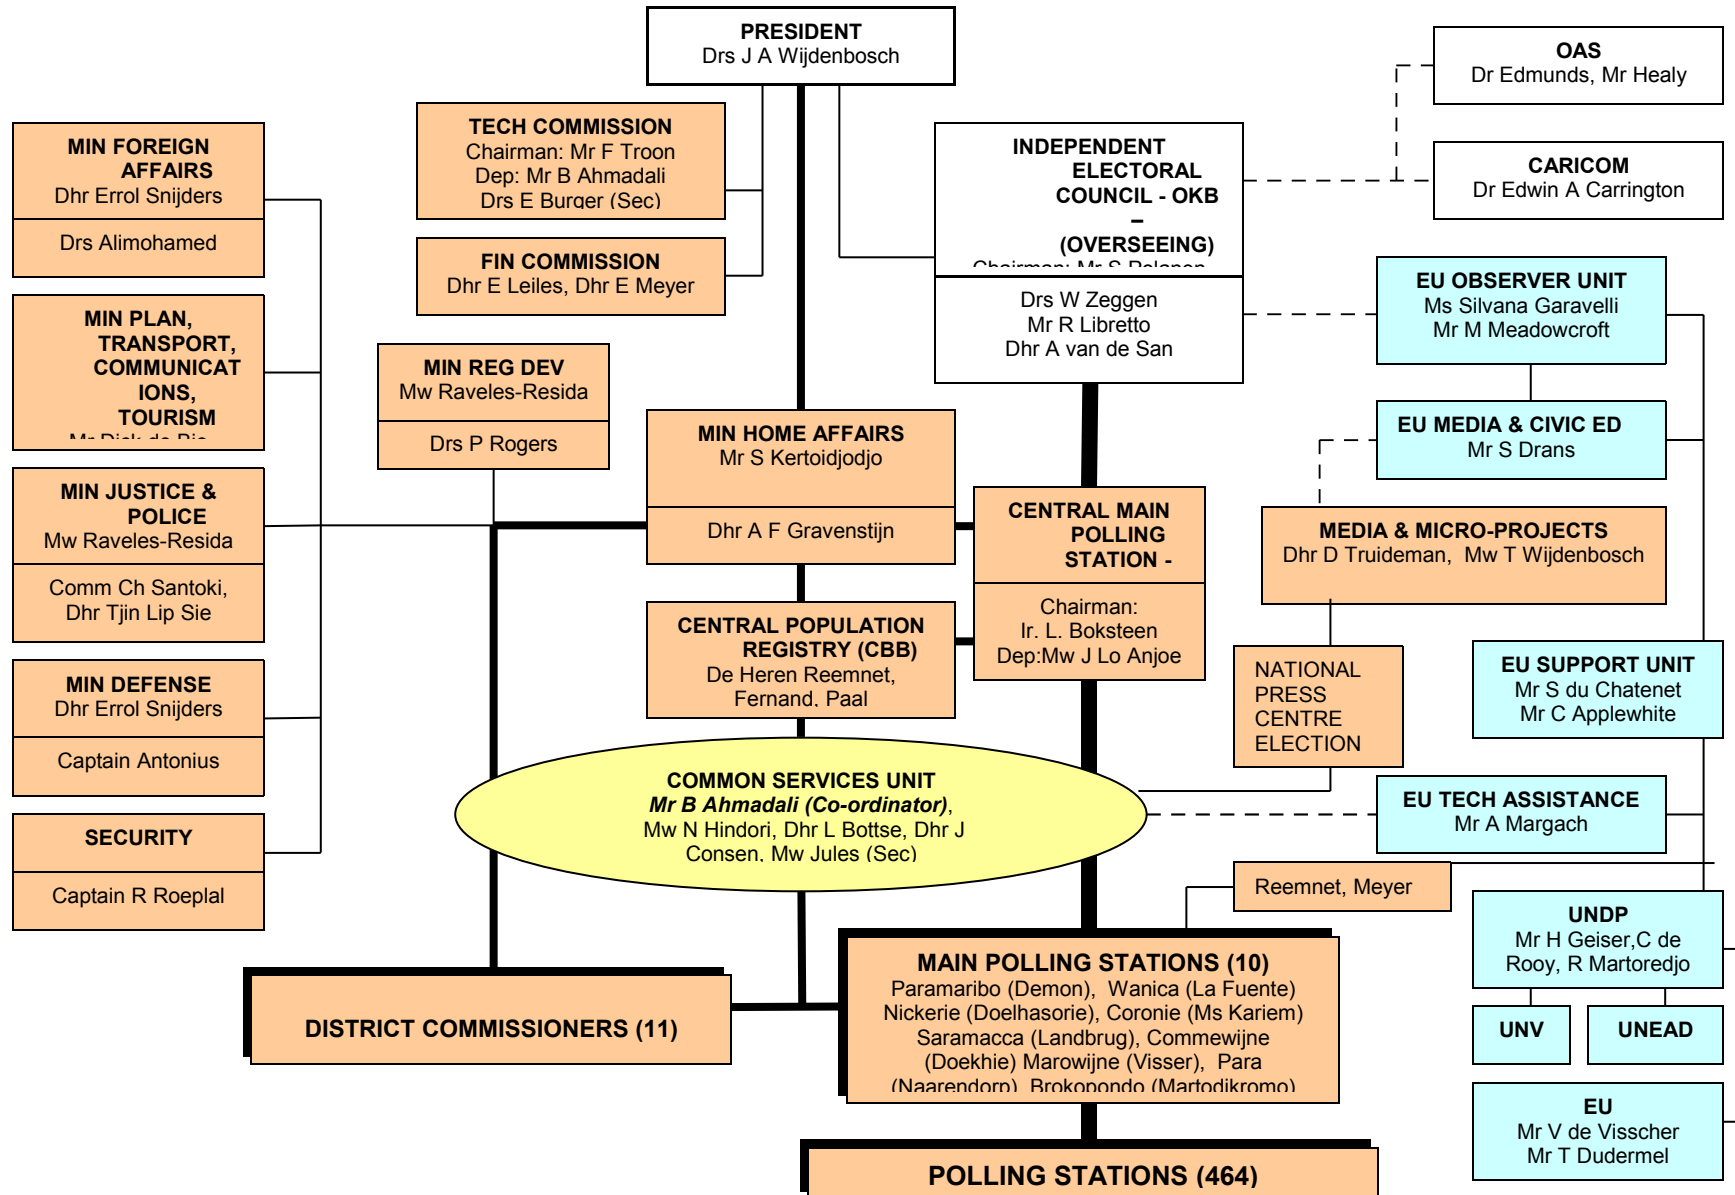 PRESIDENT
Drs J A Wijdenbosch
OAS
Dr Edmunds, Mr Healy
TECH COMMISSION
Chairman: Mr F Troon
Dep: Mr B Ahmadali
Drs E Burger (Sec)
MIN FOREIGN
AFFAIRS
Dhr Errol Snijders
Drs Alimohamed
INDEPENDENT
ELECTORAL
COUNCIL - OKB
–
(OVERSEEING)
Chairman: Mr S
Drs W Zeggen
Mr R Libretto
Dhr A van de San
CARICOM
Dr Edwin A Carrington
FIN COMMISSION
Dhr E Leiles, Dhr E Meyer
EU OBSERVER UNIT
Ms Silvana Garavelli
Mr M Meadowcroft
MIN PLAN,
TRANSPORT,
COMMUNICAT
IONS,
TOURISM
MIN REG DEV
Mw Raveles-Resida
Drs P Rogers
MIN HOME AFFAIRS
Mr S Kertoidjodjo
Dhr A F Gravenstijn
EU MEDIA & CIVIC ED
Mr S Drans
MIN JUSTICE &
POLICE
Mw Raveles-Resida
Comm Ch Santoki,
Dhr Tjin Lip Sie
CENTRAL MAIN
POLLING
STATION -
Chairman:
Ir. L. Boksteen
Dep:Mw J Lo Anjoe
MEDIA & MICRO-PROJECTS
Dhr D Truideman, Mw T Wijdenbosch
CENTRAL POPULATION
REGISTRY (CBB)
De Heren Reemnet,
Fernand, Paal
NATIONAL
PRESS
CENTRE
ELECTION
EU SUPPORT UNIT
Mr S du Chatenet
Mr C Applewhite
MIN DEFENSE
Dhr Errol Snijders
Captain Antonius
COMMON SERVICES UNIT
Mr B Ahmadali (Co-ordinator),
Mw N Hindori, Dhr L Bottse, Dhr J
Consen, Mw Jules (Sec)
EU TECH ASSISTANCE
Mr A Margach
SECURITY
Captain R Roeplal
Reemnet, Meyer
UNDP
Mr H Geiser,C de
Rooy, R Martoredjo
UNV
UNEAD
MAIN POLLING STATIONS (10)
Paramaribo (Demon), Wanica (La Fuente)
Nickerie (Doelhasorie), Coronie (Ms Kariem)
Saramacca (Landbrug), Commewijne
(Doekhie) Marowijne (Visser), Para
(Naarendorp) Brokopondo (Martodikromo)
DISTRICT COMMISSIONERS (11)
EU
Mr V de Visscher
Mr T Dudermel
POLLING STATIONS (464)